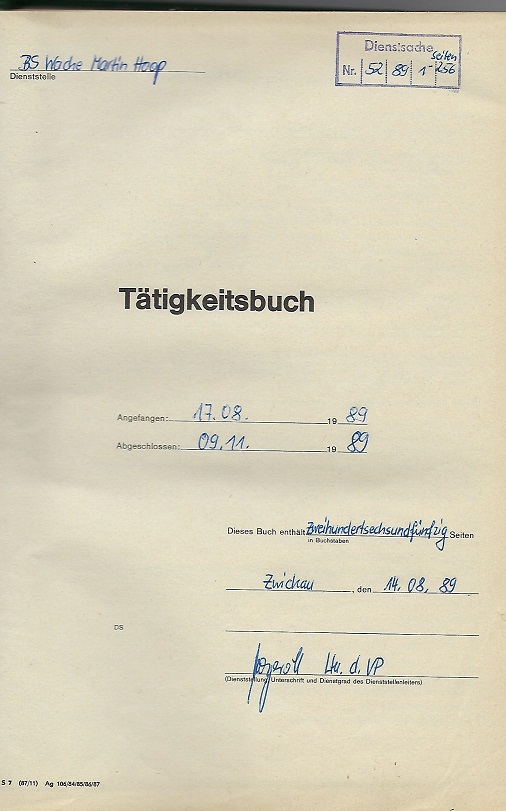 BS Wache Martin Hoop
Dienststelle
Dienstsache
Seiten
Nr. 52 89 1-256
Tätigkeitsbuch
Angefangen: 17.08. 19 89
Abgeschlossen: 09.11. 19 89
Dieses Buch enthält Zweihundertsechsundfünfzig Seiten
in Buchstaben
Zwickau, den 14.08.89
DS
Ltn. d. VP
(Dienststellung/Unterschrift und Dienstgrad des Dienststellenleiters)
S 7 (87/11) Ag 106/84/85/86/87